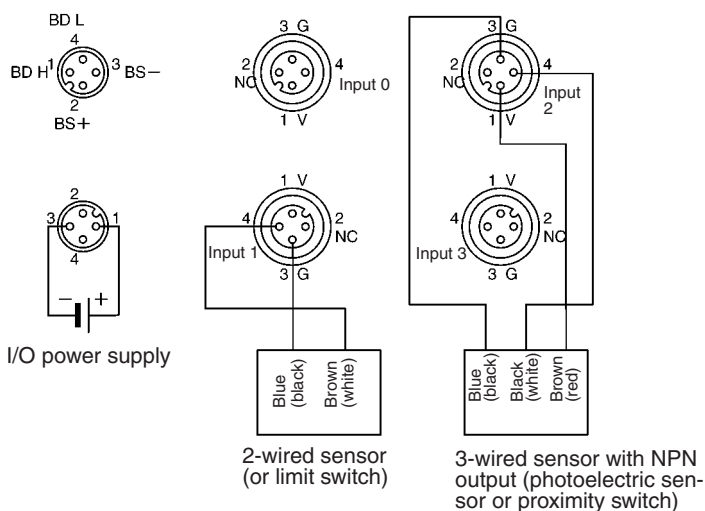 BD L
4
BD H
1
3
BS−
2
BS+
3 G
2
NC
4
Input 0
1 V
3 G
2
NC
4
Input
2
1 V
2
3
1
4
− +
I/O power supply
1 V
4
2
NC
Input 1
3 G
1 V
4
2
NC
Input 3
3 G
Blue
(black)
Brown
(white)
2-wired sensor
(or limit switch)
Blue
(black)
Black
(white)
Brown
(red)
3-wired sensor with NPN
output (photoelectric sen-
sor or proximity switch)